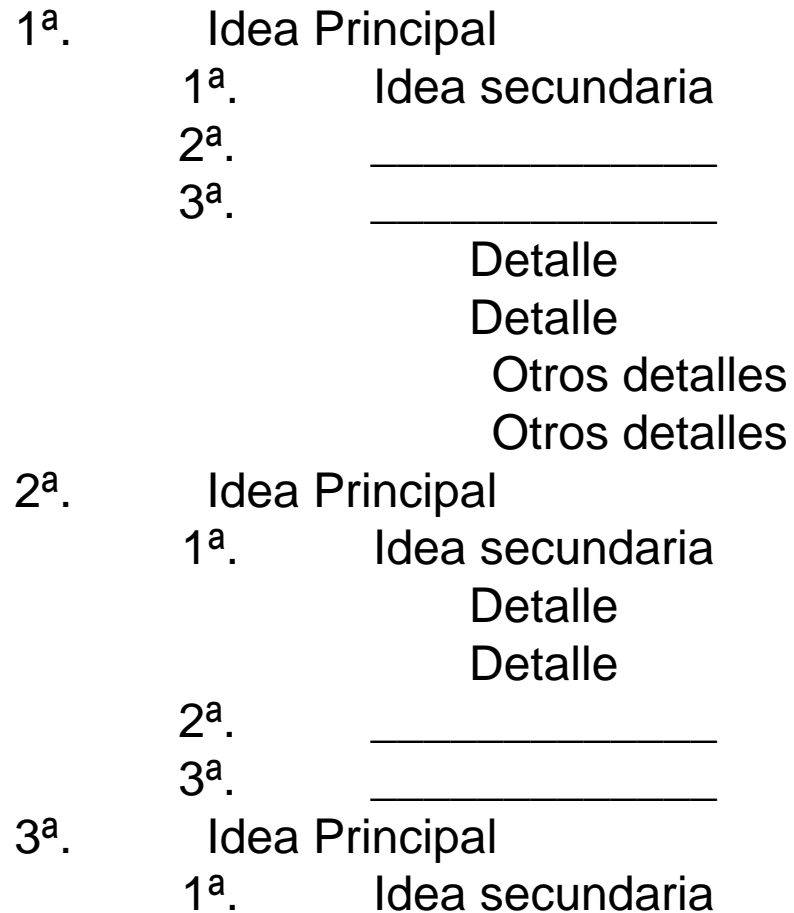 1ª. Idea Principal
1ª. Idea secundaria
2ª. _____________
3ª. _____________
Detalle
Detalle
Otros detalles
Otros detalles
2ª. Idea Principal
1ª. Idea secundaria
Detalle
Detalle
2ª. _____________
3ª. _____________
3ª. Idea Principal
1ª. Idea secundaria